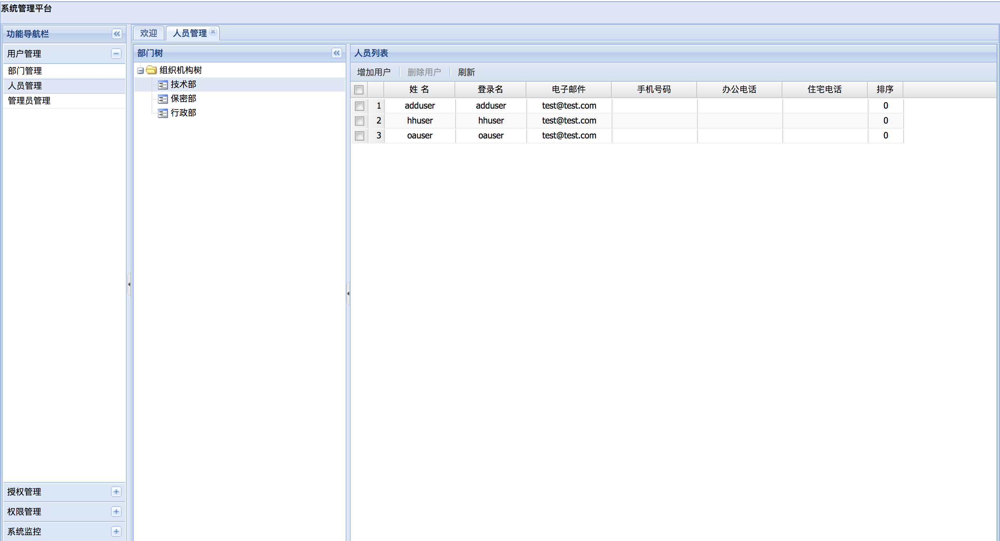 系统管理平台
功能导航栏
用户管理
部门管理
人员管理
管理员管理
授权管理
权限管理
系统监控
欢迎 人员管理
部门树
组织机构树
技术部
保密部
行政部
人员列表
增加用户 删除用户 刷新
姓 名 登录名 电子邮件 手机号码 办公电话 住宅电话 排序
1 adduser adduser test@test.com 0
2 hhuser hhuser test@test.com 0
3 oauser oauser test@test.com 0